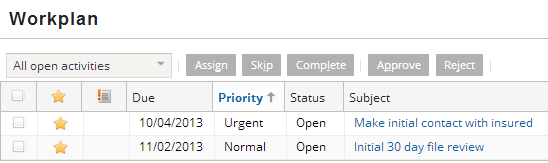 Workplan
All open activities Assign Skip Complete Approve Reject
Due Priority Status Subject
10/04/2013 Urgent Open Make initial contact with insured
11/02/2013 Normal Open Initial 30 day file review